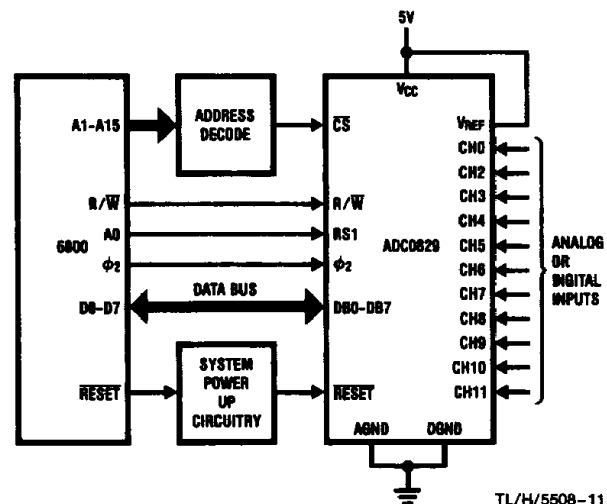 5V
VCC
VREF
A1-A15
ADDRESS
DECODE
CS
R/W
R/W
A0
RS1
6800
ADC0829
ϕ2
ϕ2
DATA BUS
D0-D7
DB0-DB7
SYSTEM
POWER
UP
CIRCUITRY
RESET
RESET
AGND
DGND
CH0
CH2
CH3
CH4
CH5
CH6
CH7
CH8
CH9
CH10
CH11
ANALOG
OR
DIGITAL
INPUTS
TL/H/5508-11